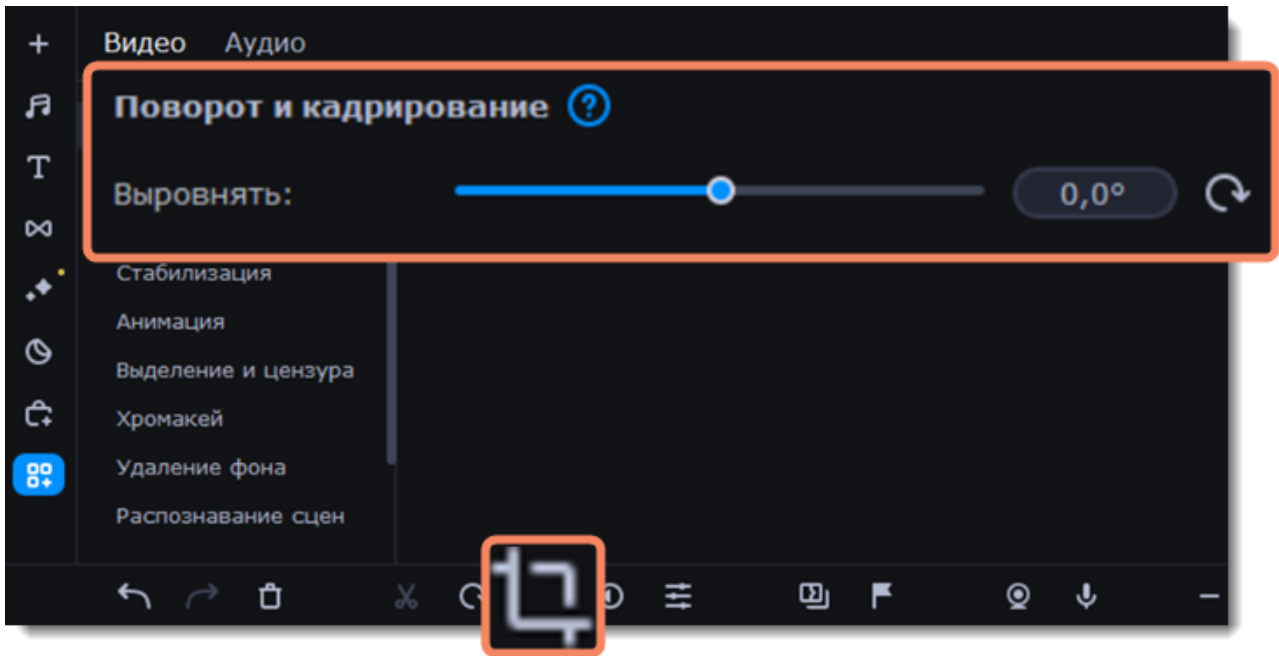 Видео Аудио
Поворот и кадрирование
Выровнять: 0,0°
Стабилизация
Анимация
Выделение и цензура
Хромакей
Удаление фона
Распознавание сцен